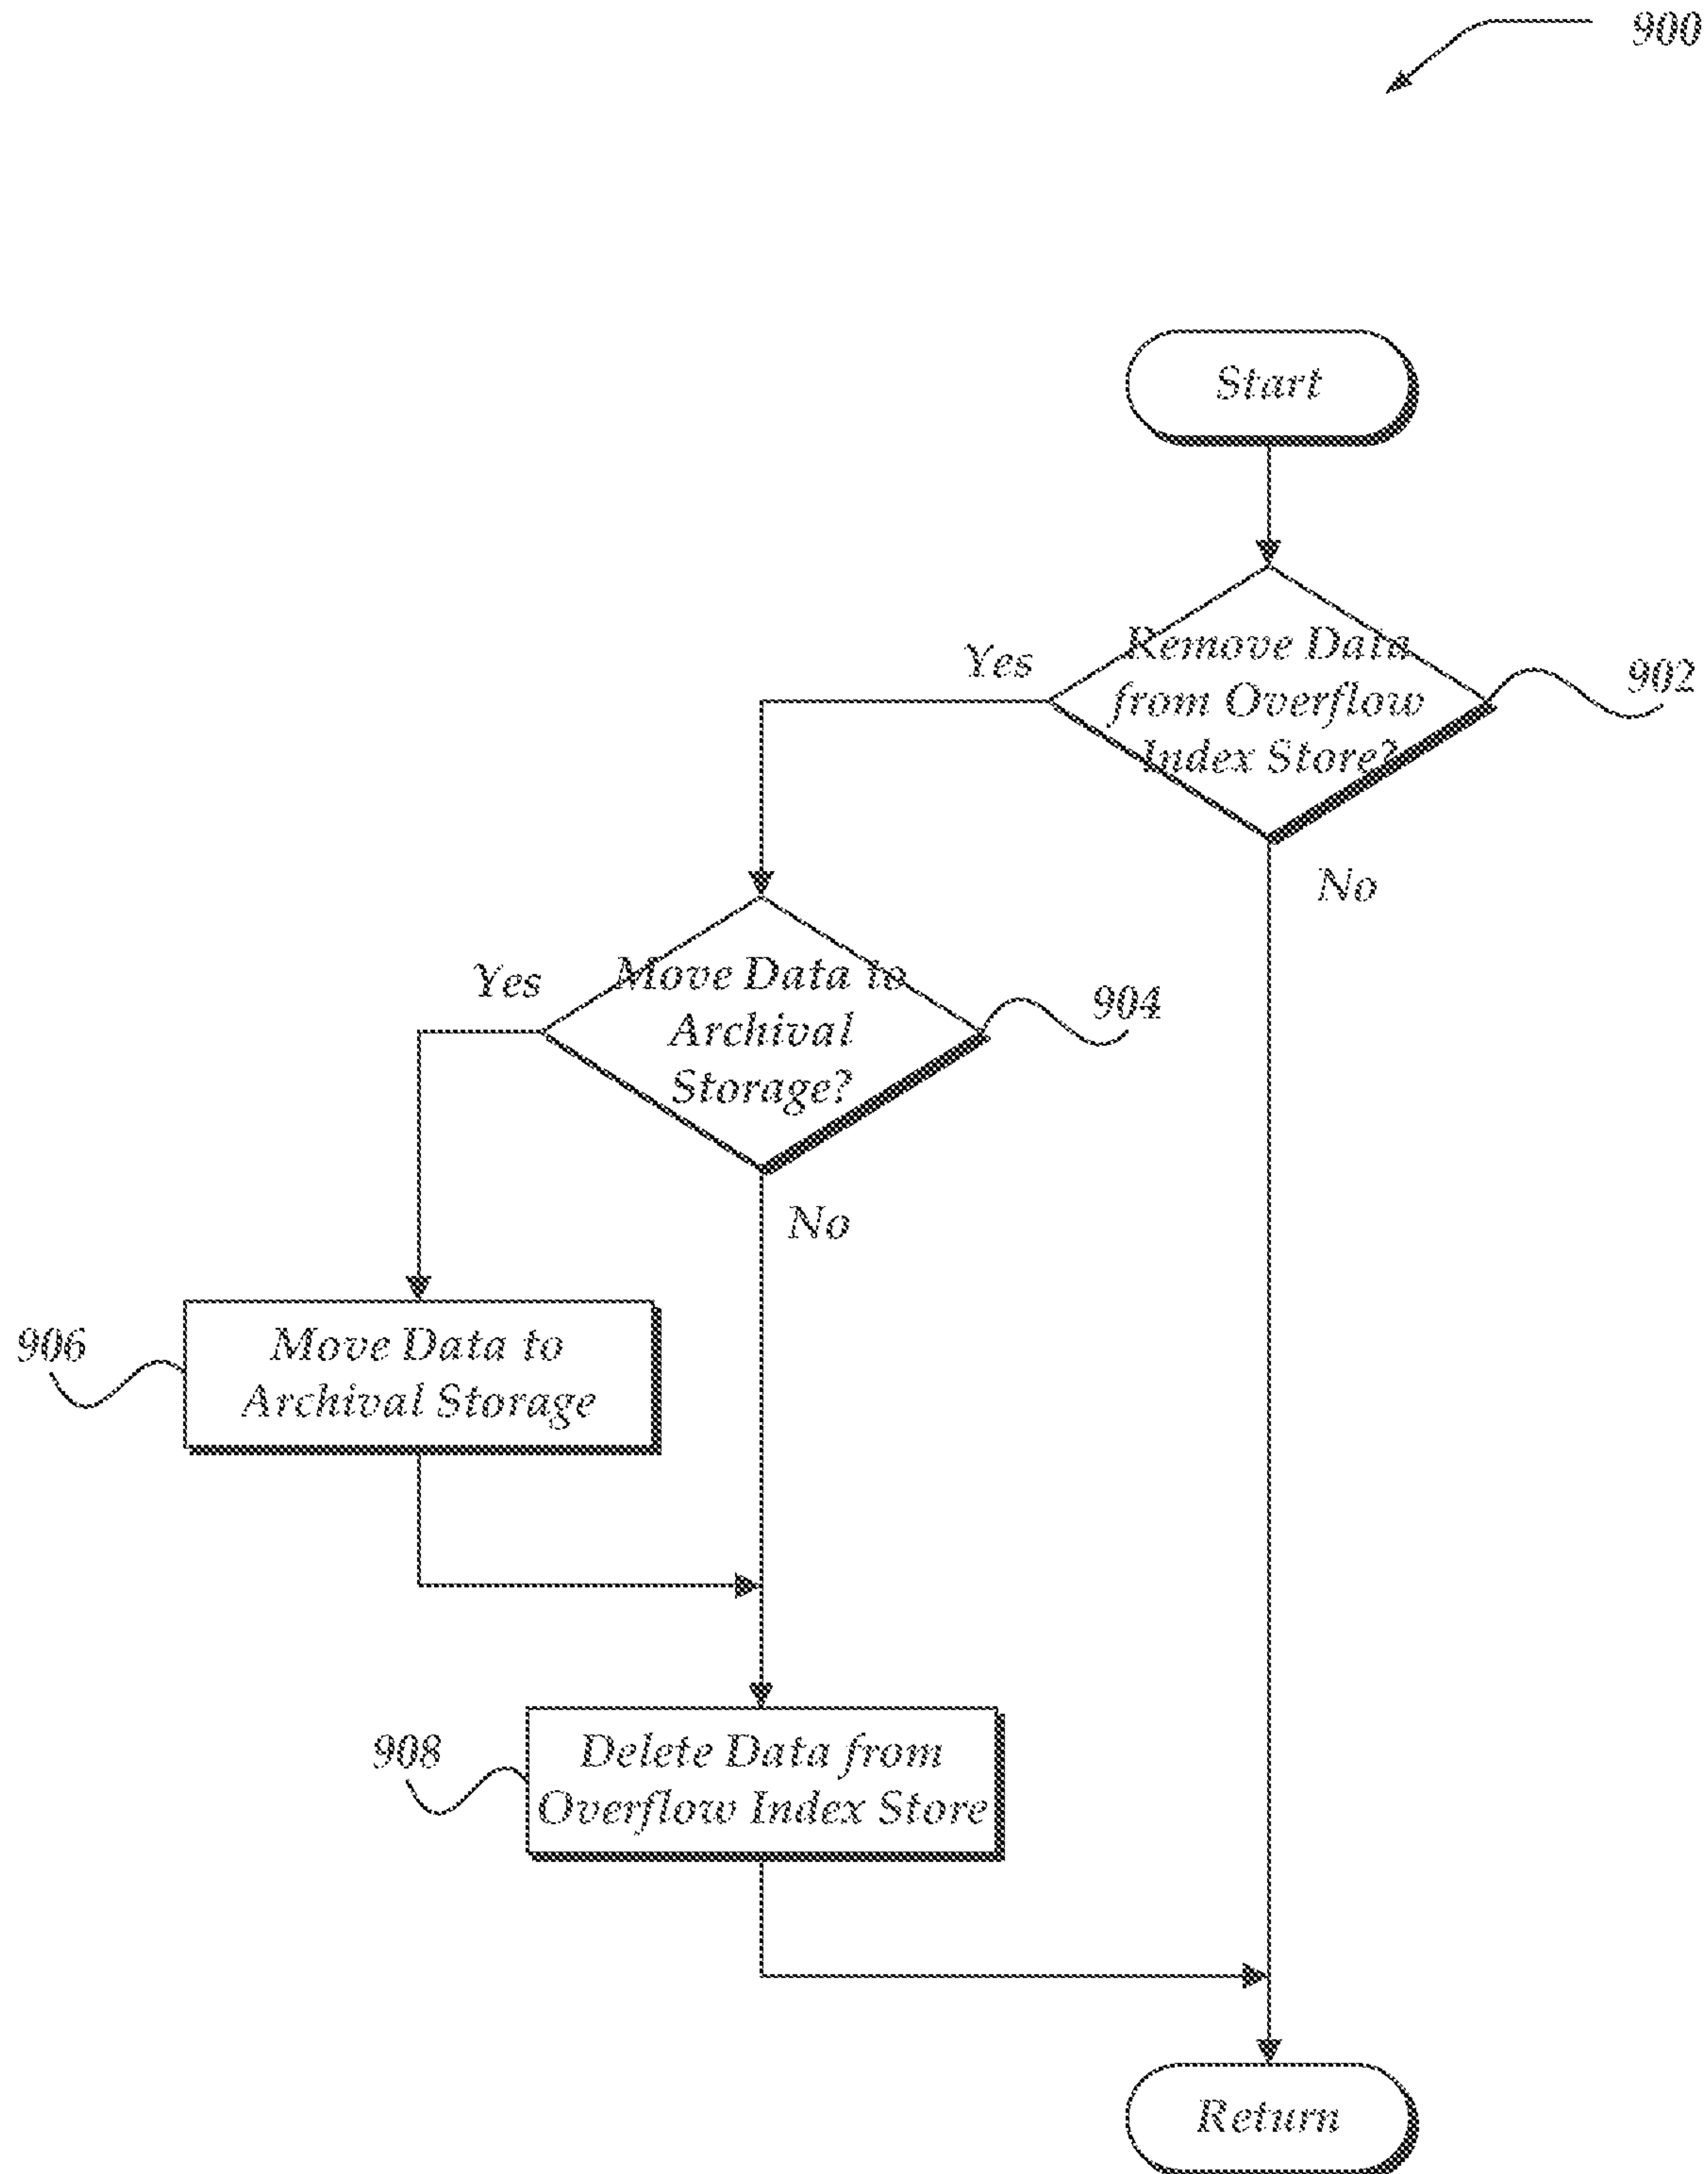 900
Start
Yes
Remove Data
from Overflow
Index Store?
902
No
Yes
Move Data to
Archival
Storage?
904
No
906
Move Data to
Archival Storage
908
Delete Data from
Overflow Index Store
Return